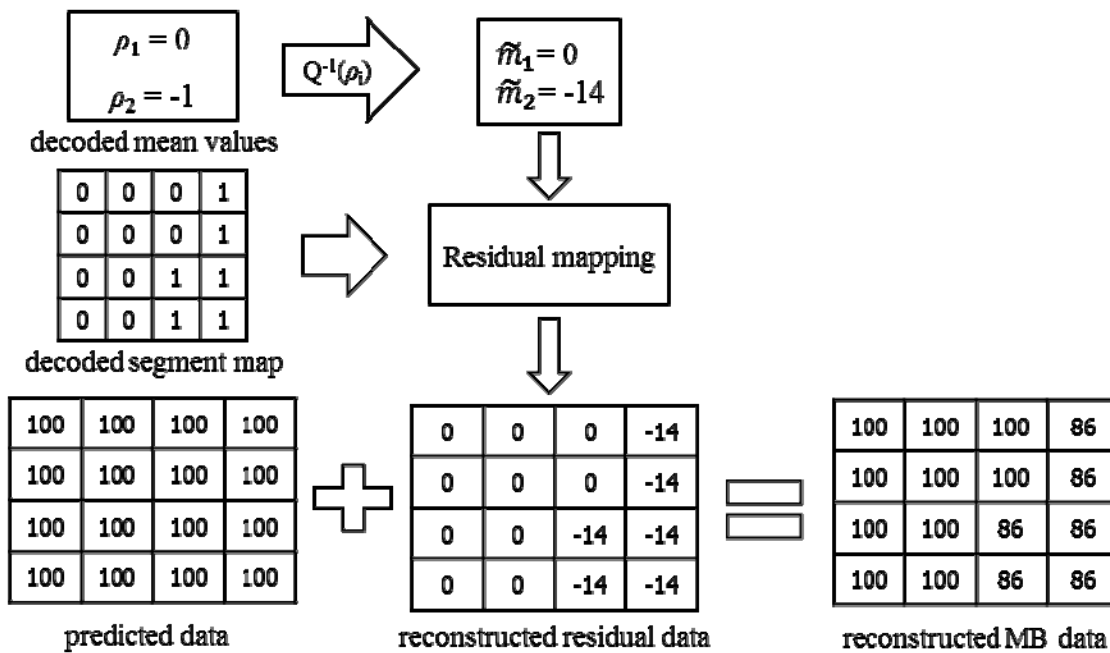 ρ₁ = 0
ρ₂ = -1
decoded mean values
Q⁻¹(ρᵢ)
m̃₁ = 0
m̃₂ = -14
0 0 0 1
0 0 0 1
0 0 1 1
0 0 1 1
decoded segment map
Residual mapping
100 100 100 100
100 100 100 100
100 100 100 100
100 100 100 100
predicted data
0 0 0 -14
0 0 0 -14
0 0 -14 -14
0 0 -14 -14
reconstructed residual data
100 100 100 86
100 100 100 86
100 100 86 86
100 100 86 86
reconstructed MB data